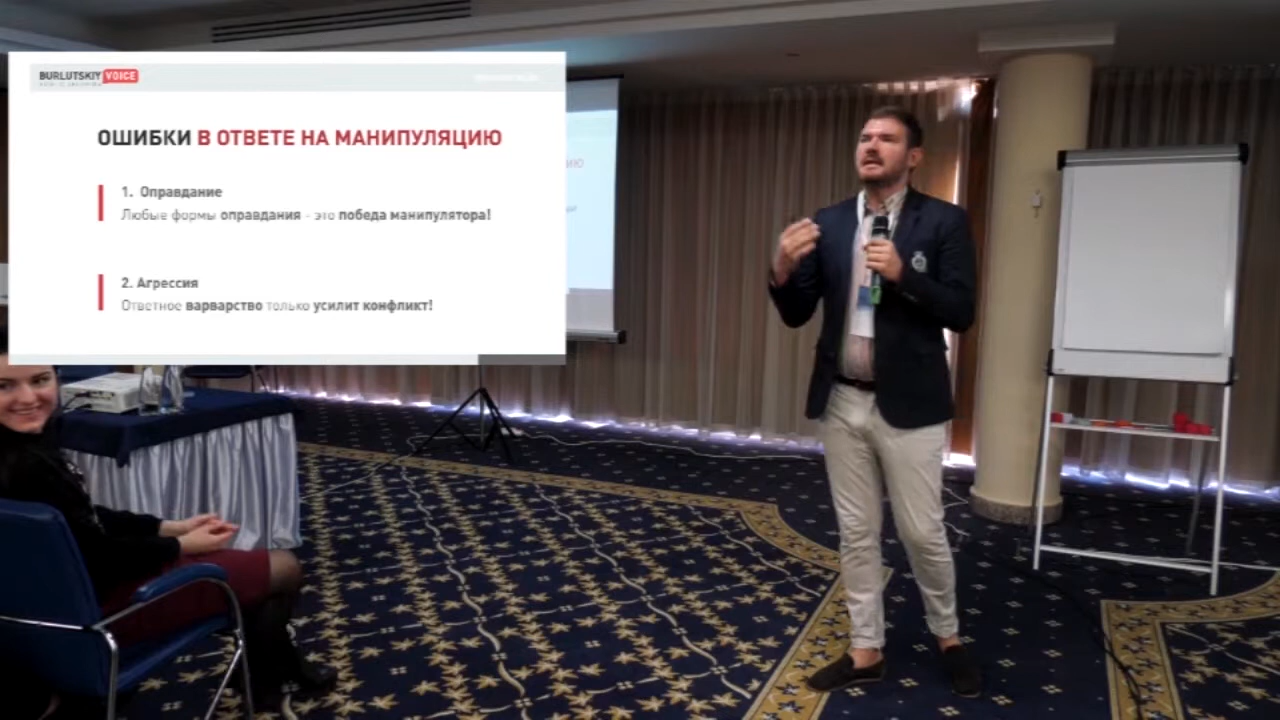 BURLUTSKIY VOICE
ОШИБКИ В ОТВЕТЕ НА МАНИПУЛЯЦИЮ
1. Оправдание
Любые формы оправдания - это победа манипулятора!
2. Агрессия
Ответное варварство только усилит конфликт!